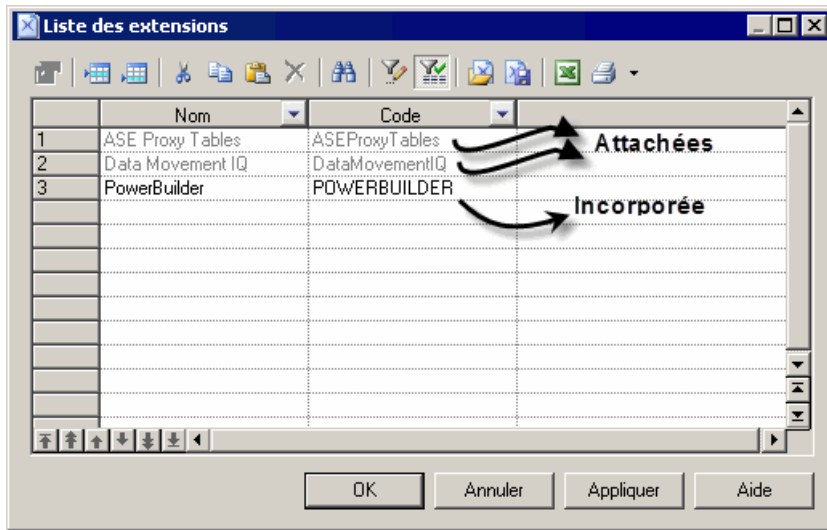 Liste des extensions
Nom Code
1 ASE Proxy Tables ASEProxyTables Attachées
2 Data Movement IQ DataMovementIQ
3 PowerBuilder POWERBUILDER Incorporée
OK Annuler Appliquer Aide